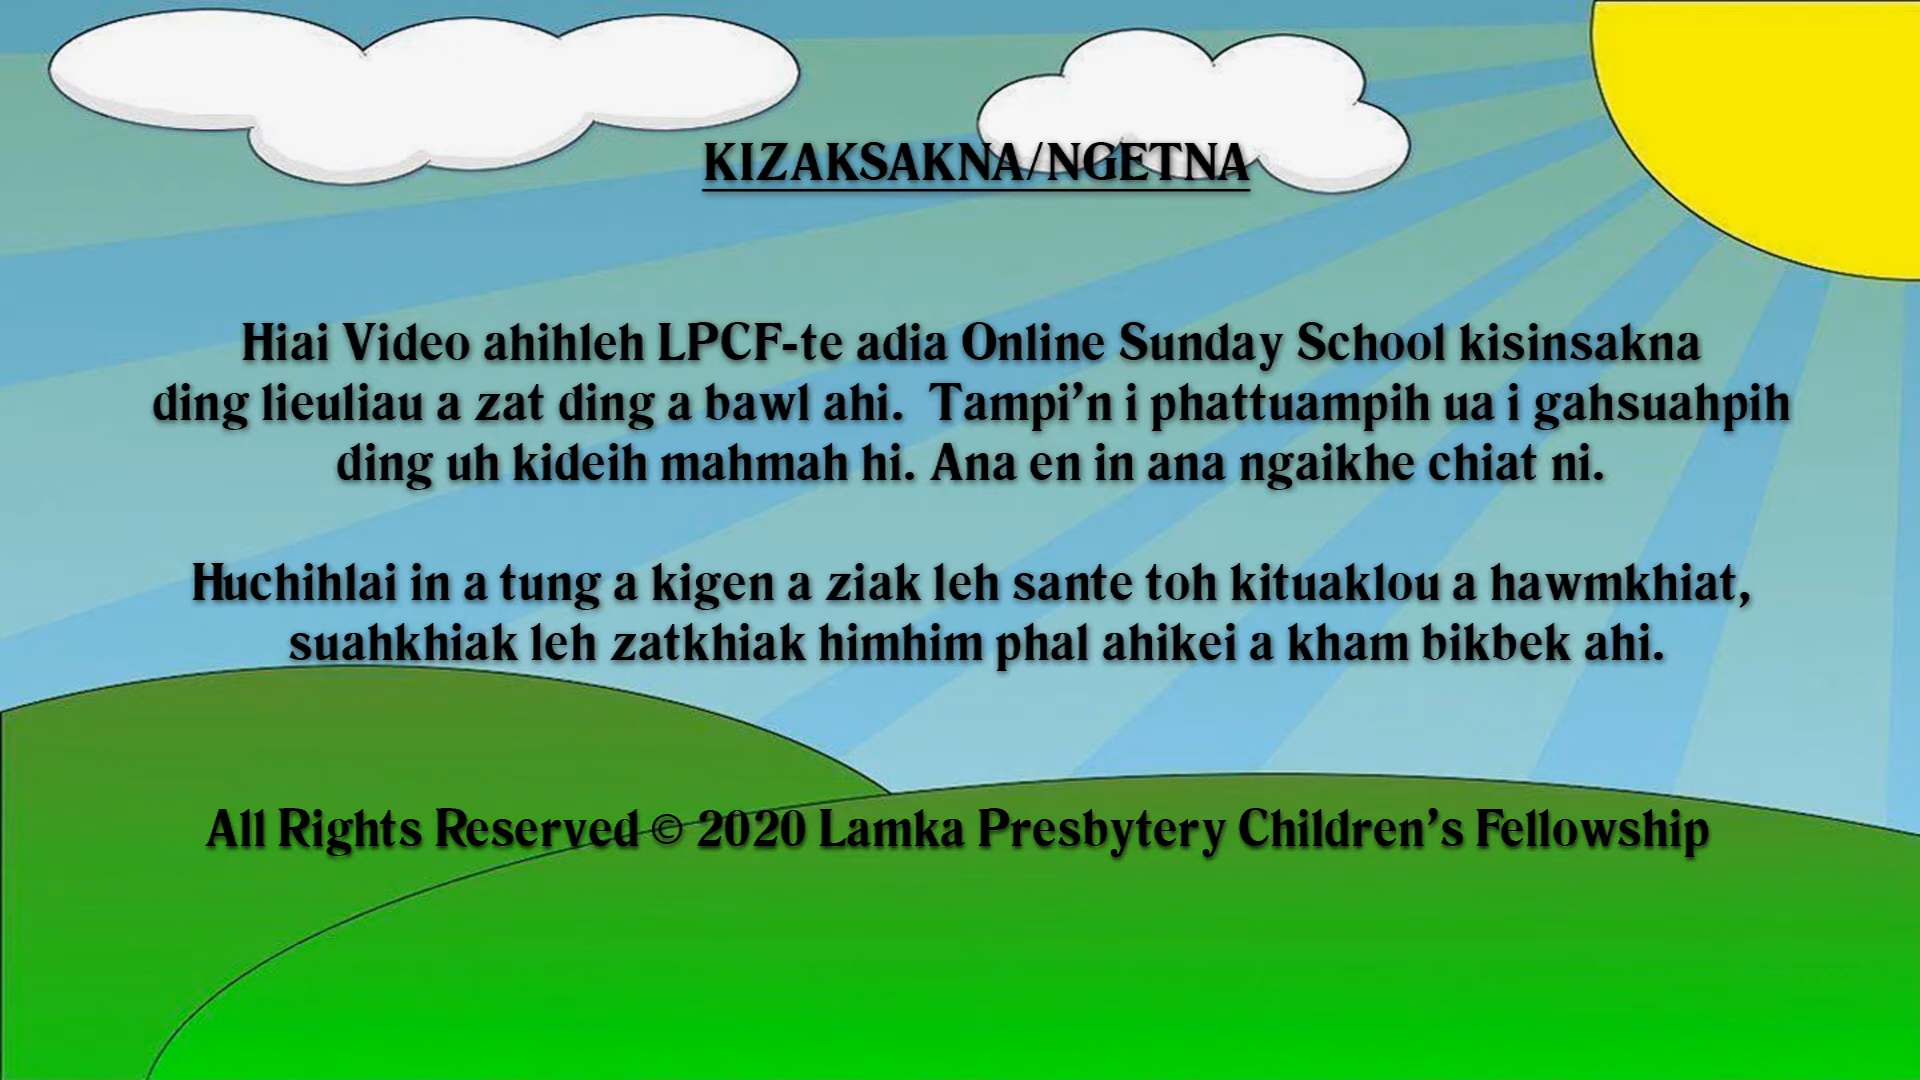 KIZAKSAKNA/NGETNA
Hiai Video ahihleh LPCF-te adia Online Sunday School kisinsakna
ding lieuliau a zat ding a bawl ahi.  Tampi'n i phattuampih ua i gahsuahpih
ding uh kideih mahmah hi. Ana en in ana ngaikhe chiat ni.
Huchihlai in a tung a kigen a ziak leh sante toh kituaklou a hawmkhiat,
suahkhiak leh zatkhiak himhim phal ahikei a kham bikbek ahi.
All Rights Reserved © 2020 Lamka Presbytery Children's Fellowship